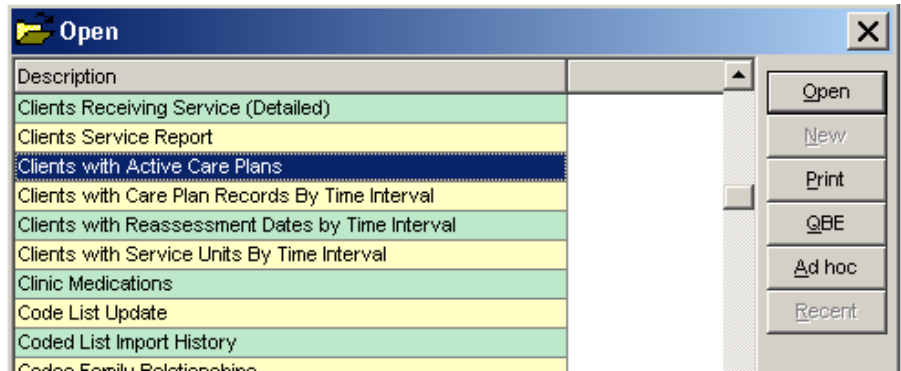 Open
Description
Clients Receiving Service (Detailed)
Clients Service Report
Clients with Active Care Plans
Clients with Care Plan Records By Time Interval
Clients with Reassessment Dates by Time Interval
Clients with Service Units By Time Interval
Clinic Medications
Code List Update
Coded List Import History
Open
New
Print
QBE
Ad hoc
Recent